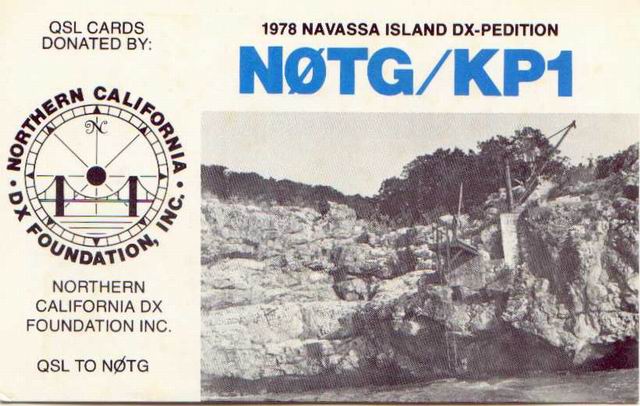 QSL CARDS
DONATED BY:
1978 NAVASSA ISLAND DX-PEDITION
NØTG/KP1
NORTHERN CALIFORNIA
• DX FOUNDATION, INC. •
N
NORTHERN
CALIFORNIA DX
FOUNDATION INC.
QSL TO NØTG